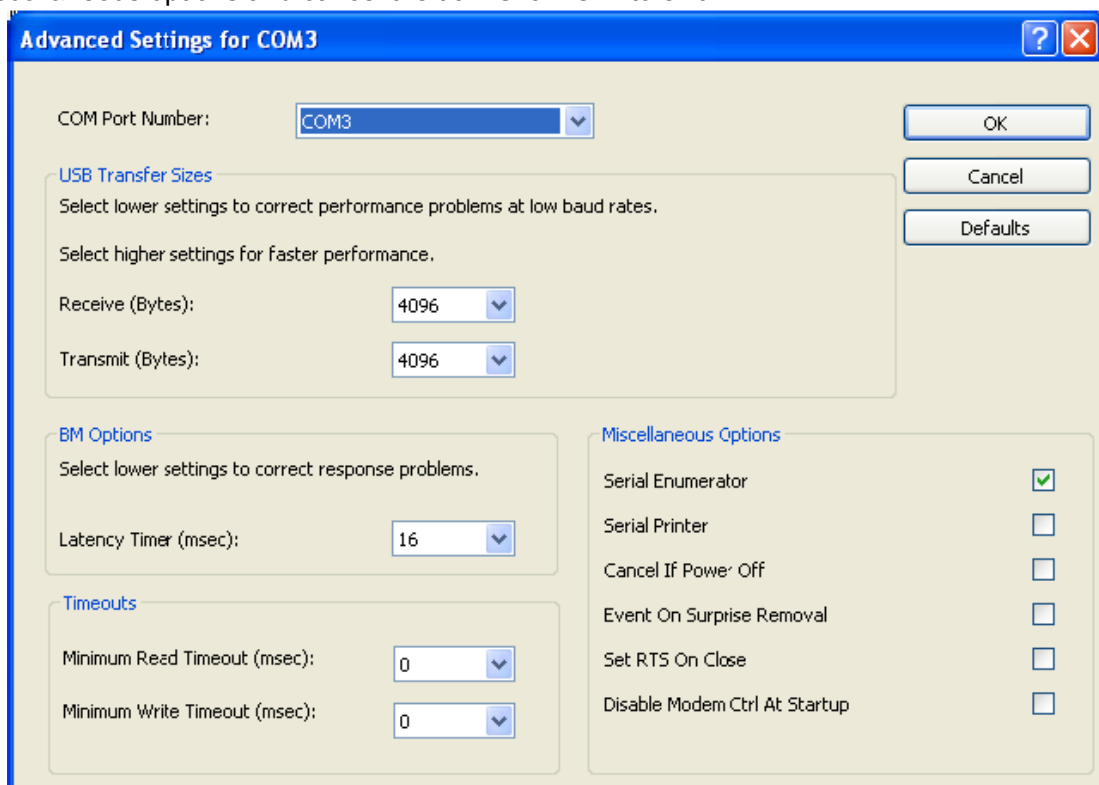 Advanced Settings for COM3
COM Port Number:
COM3
OK
Cancel
Defaults
USB Transfer Sizes
Select lower settings to correct performance problems at low baud rates.
Select higher settings for faster performance.
Receive (Bytes):
4096
Transmit (Bytes):
4096
BM Options
Select lower settings to correct response problems.
Latency Timer (msec):
16
Timeouts
Minimum Read Timeout (msec):
0
Minimum Write Timeout (msec):
0
Miscellaneous Options
Serial Enumerator
Serial Printer
Cancel If Power Off
Event On Surprise Removal
Set RTS On Close
Disable Modem Ctrl At Startup